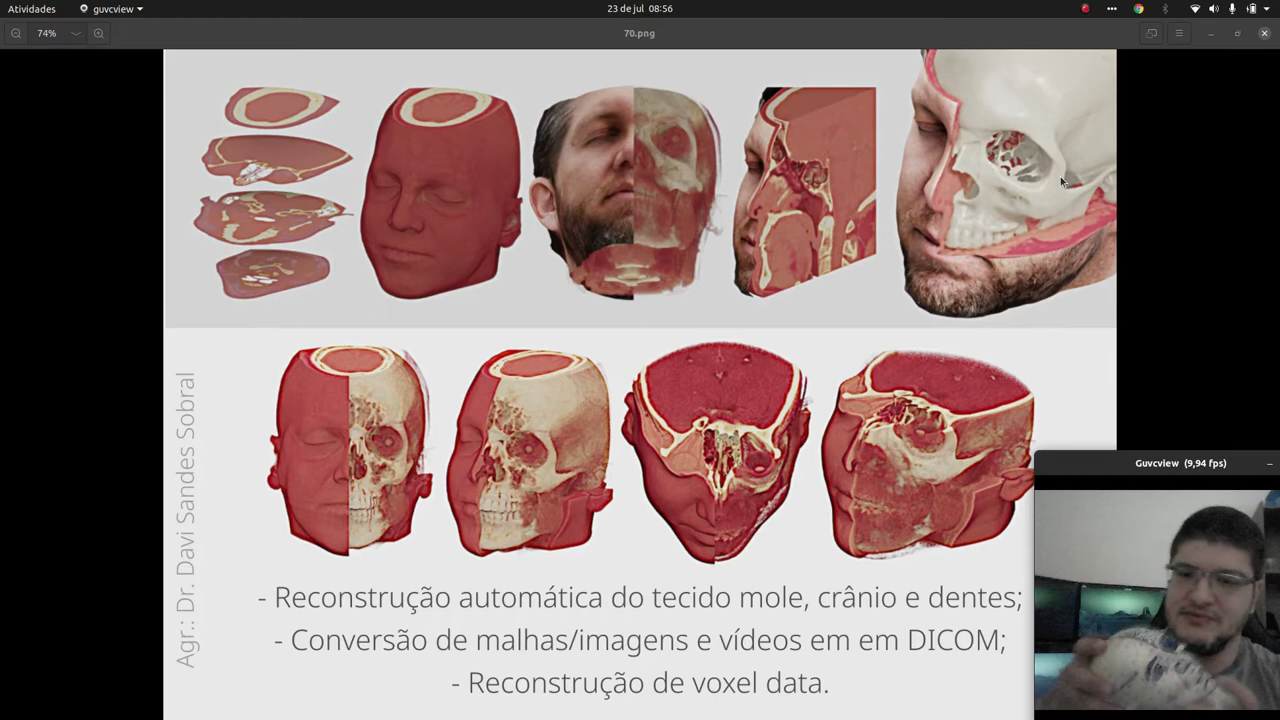 Atividades
guvcview
23 de jul 08:56
74%
70.png
Agr.: Dr. Davi Sandes Sobral
- Reconstrução automática do tecido mole, crânio e dentes;
- Conversão de malhas/imagens e vídeos em em DICOM;
- Reconstrução de voxel data.
Guvcview (9,94 fps)